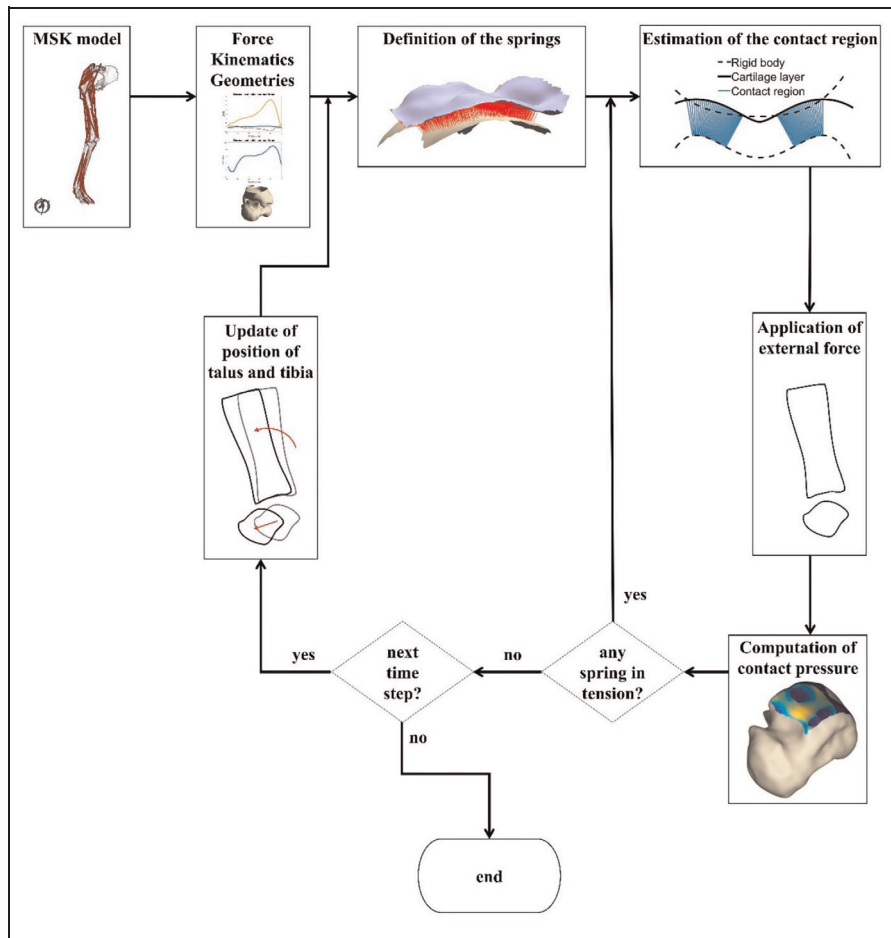 MSK model
Force
Kinematics
Geometries
Definition of the springs
Estimation of the contact region
Rigid body
Cartilage layer
Contact region
Update of
position of
talus and tibia
Application of
external force
yes
Computation of
contact pressure
any
spring in
tension?
no
next
time
step?
yes
no
end